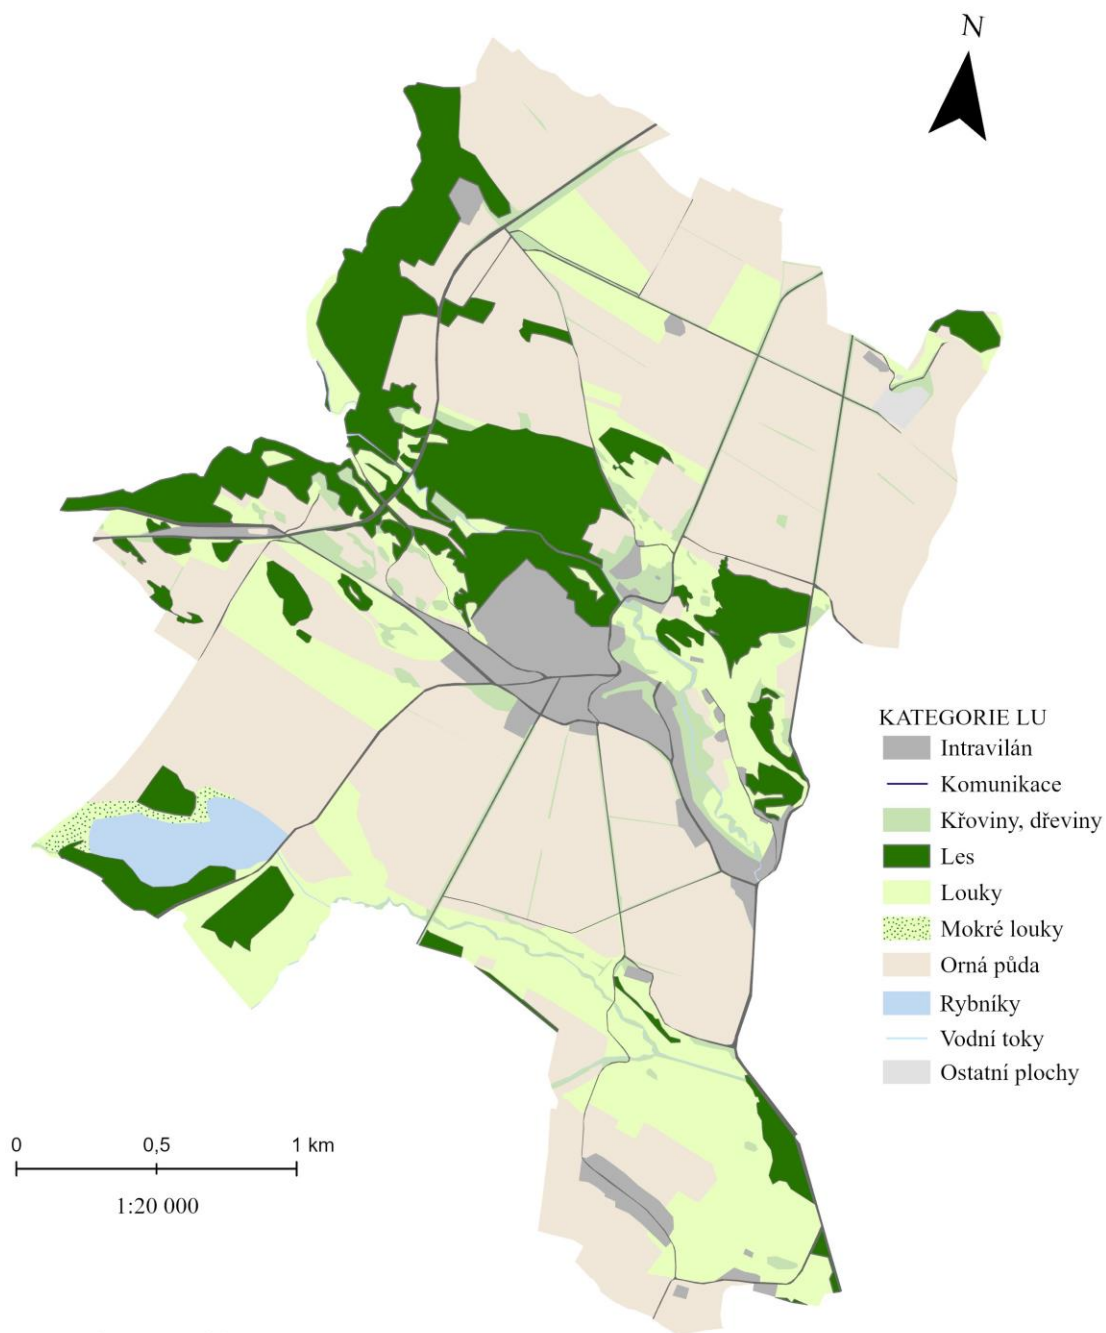 N
KATEGORIE LU
Intravilán
Komunikace
Křoviny, dřeviny
Les
Louky
Mokré louky
Orná půda
Rybníky
Vodní toky
Ostatní plochy
0 0,5 1 km
1:20 000